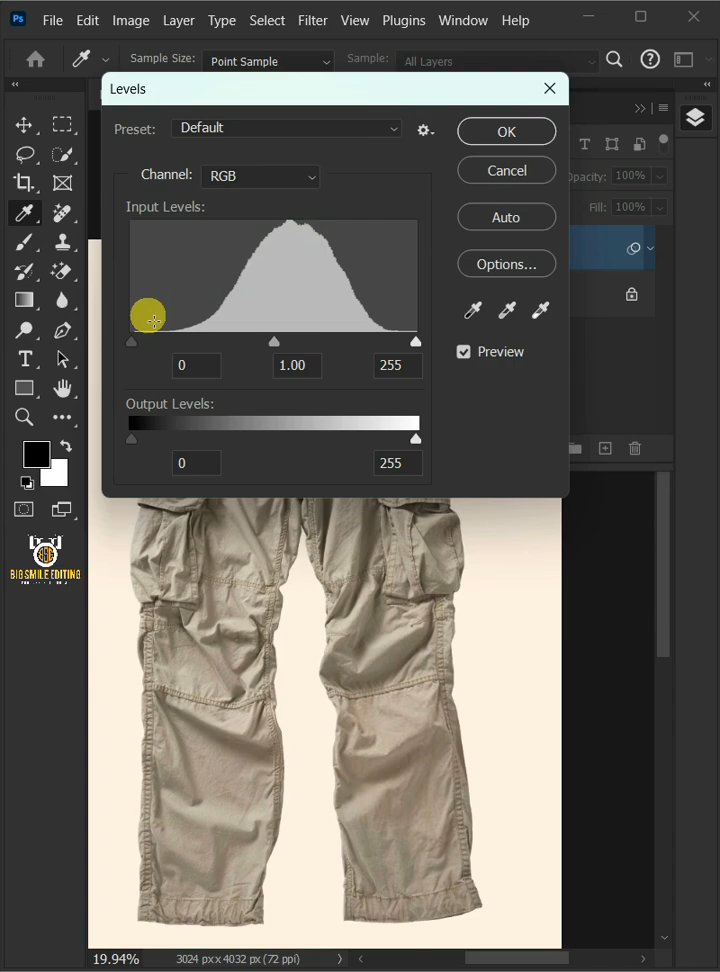 Ps File Edit Image Layer Type Select Filter View Plugins Window Help
Sample Size: Point Sample Sample: All Layers
Levels
Preset: Default
OK
Channel: RGB
Cancel
Input Levels:
Auto
Options...
Preview
0 1.00 255
Output Levels:
0 255
Opacity: 100%
Fill: 100%
BIG SMILE EDITING
19.94% 3024 px x 4032 px (72 ppi)